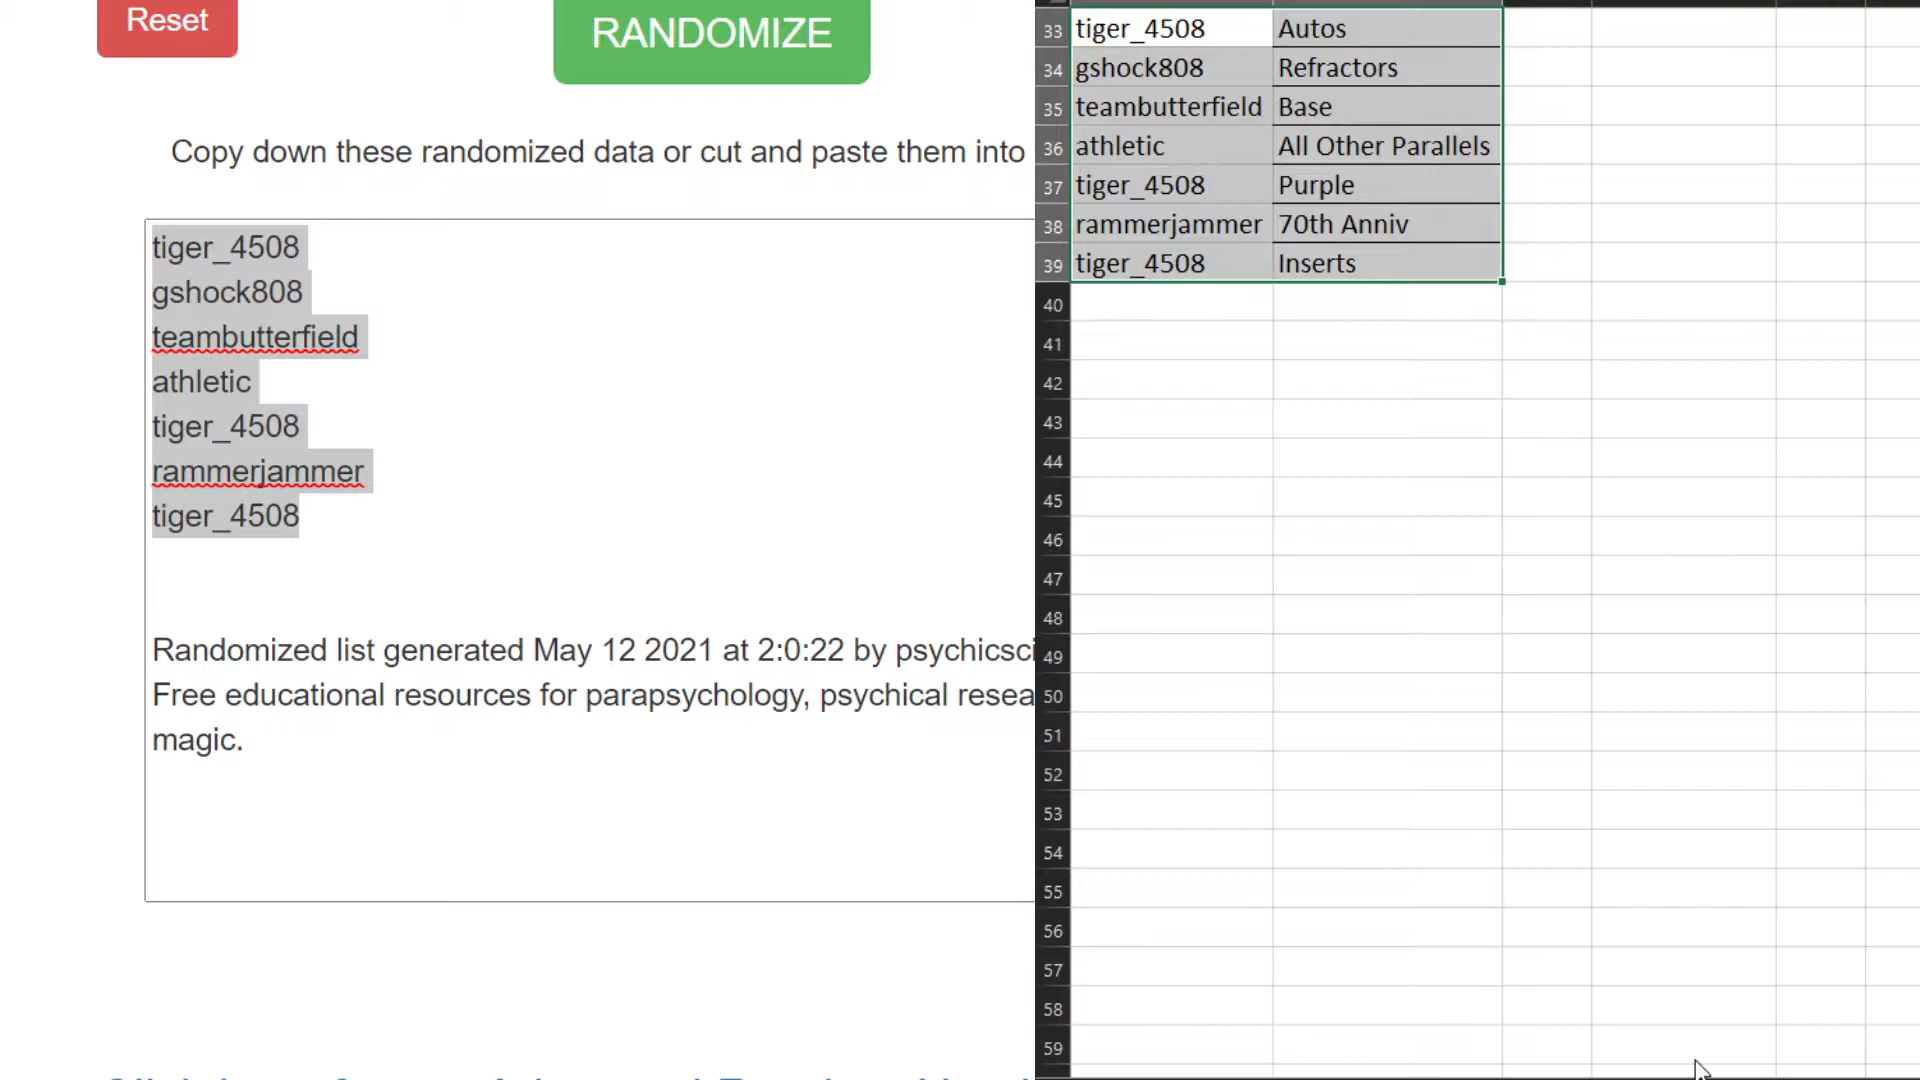 Reset
RANDOMIZE
Copy down these randomized data or cut and paste them into
tiger_4508
gshock808
teambutterfield
athletic
tiger_4508
rammerjammer
tiger_4508
Randomized list generated May 12 2021 at 2:0:22 by psychicsci
Free educational resources for parapsychology, psychical resea
magic.
33 tiger_4508 Autos
34 gshock808 Refractors
35 teambutterfield Base
36 athletic All Other Parallels
37 tiger_4508 Purple
38 rammerjammer 70th Anniv
39 tiger_4508 Inserts
40
41
42
43
44
45
46
47
48
49
50
51
52
53
54
55
56
57
58
59